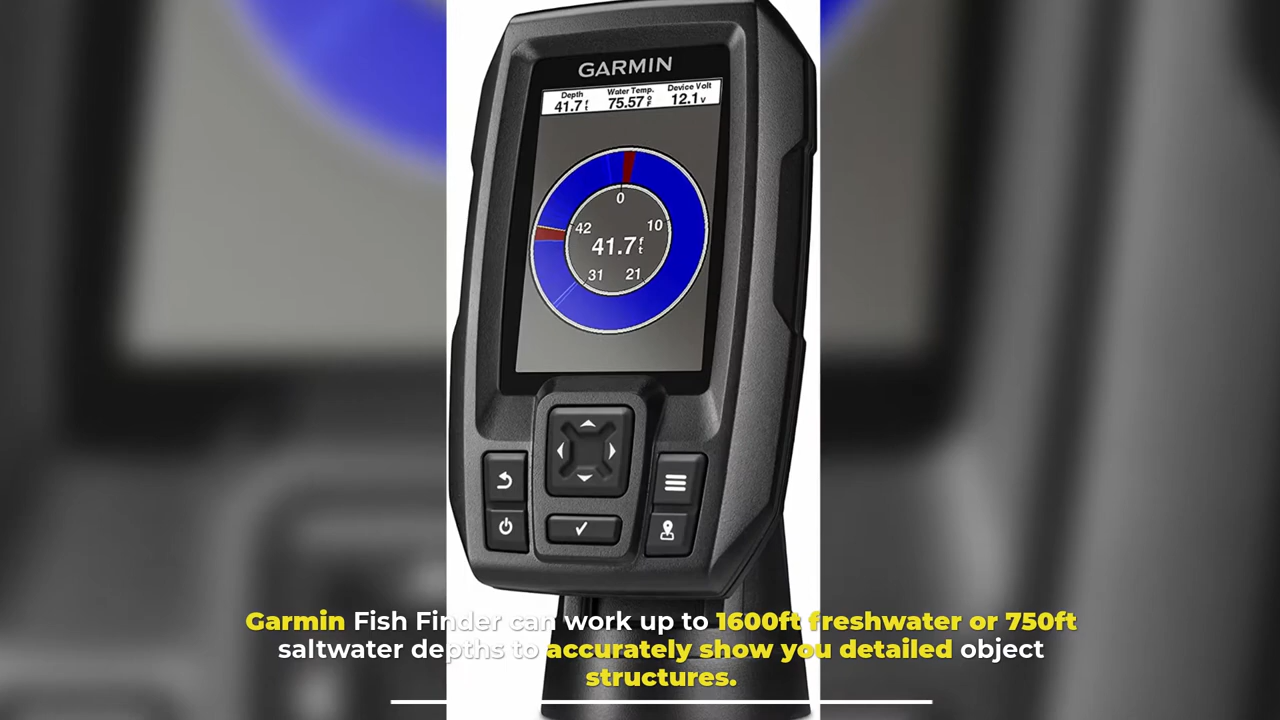 GARMIN
Depth Water Temp. Device Volt
41.7 ft 75.57 °F 12.1 v
0
42 10
41.7 ft
31 21
Garmin Fish Finder can work up to 1600ft freshwater or 750ft
saltwater depths to accurately show you detailed object
structures.